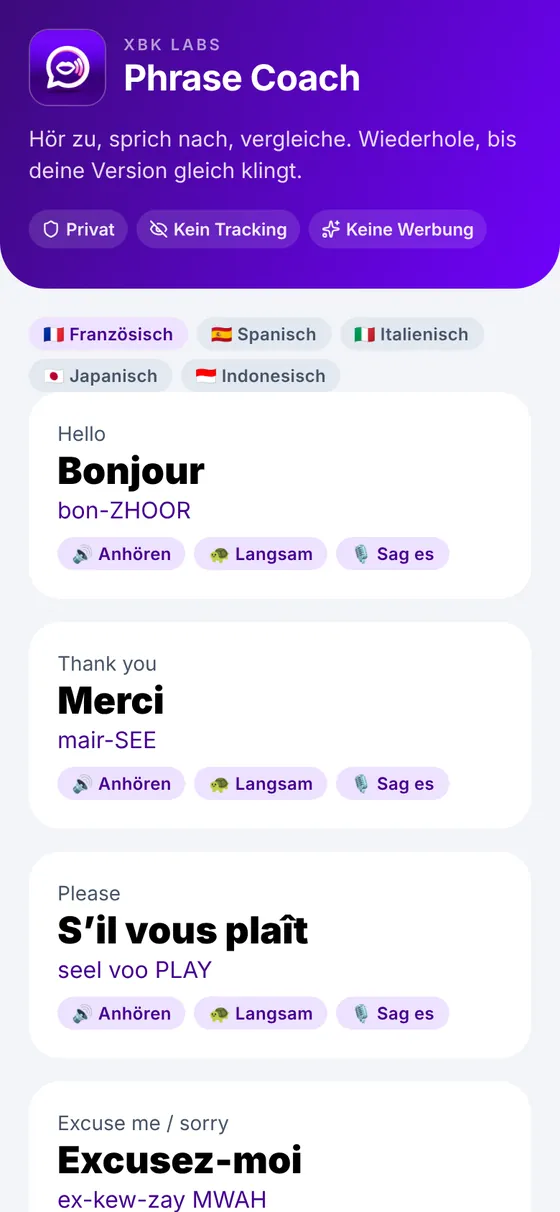 XBK LABS
Phrase Coach
Hör zu, sprich nach, vergleiche. Wiederhole, bis
deine Version gleich klingt.
Privat Kein Tracking Keine Werbung
Französisch Spanisch Italienisch
Japanisch Indonesisch
Hello
Bonjour
bon-ZHOOR
Anhören Langsam Sag es
Thank you
Merci
mair-SEE
Anhören Langsam Sag es
Please
S’il vous plaît
seel voo PLAY
Anhören Langsam Sag es
Excuse me / sorry
Excusez-moi
ex-kew-zay MWAH